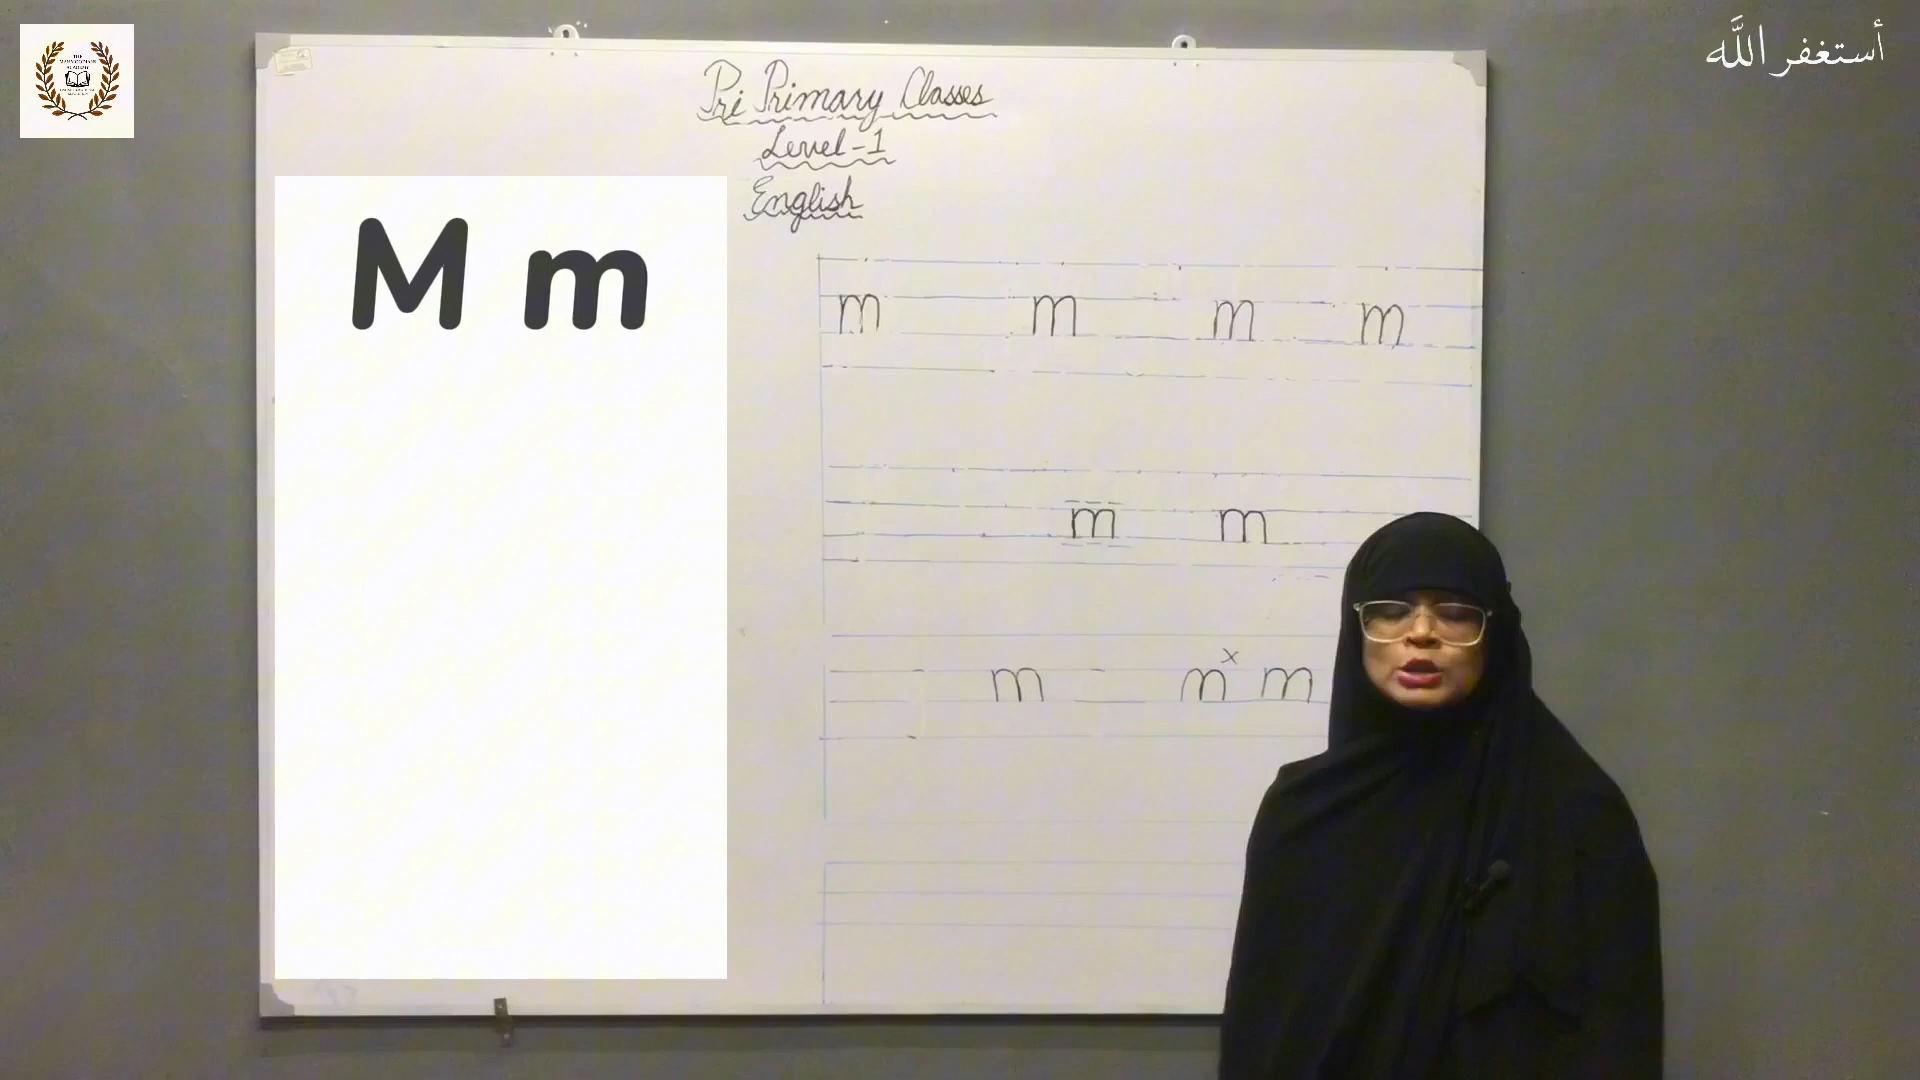 أستغفر الله
Pri Primary Classes
Level-1
English
M m
m m m m
m m
m m x m